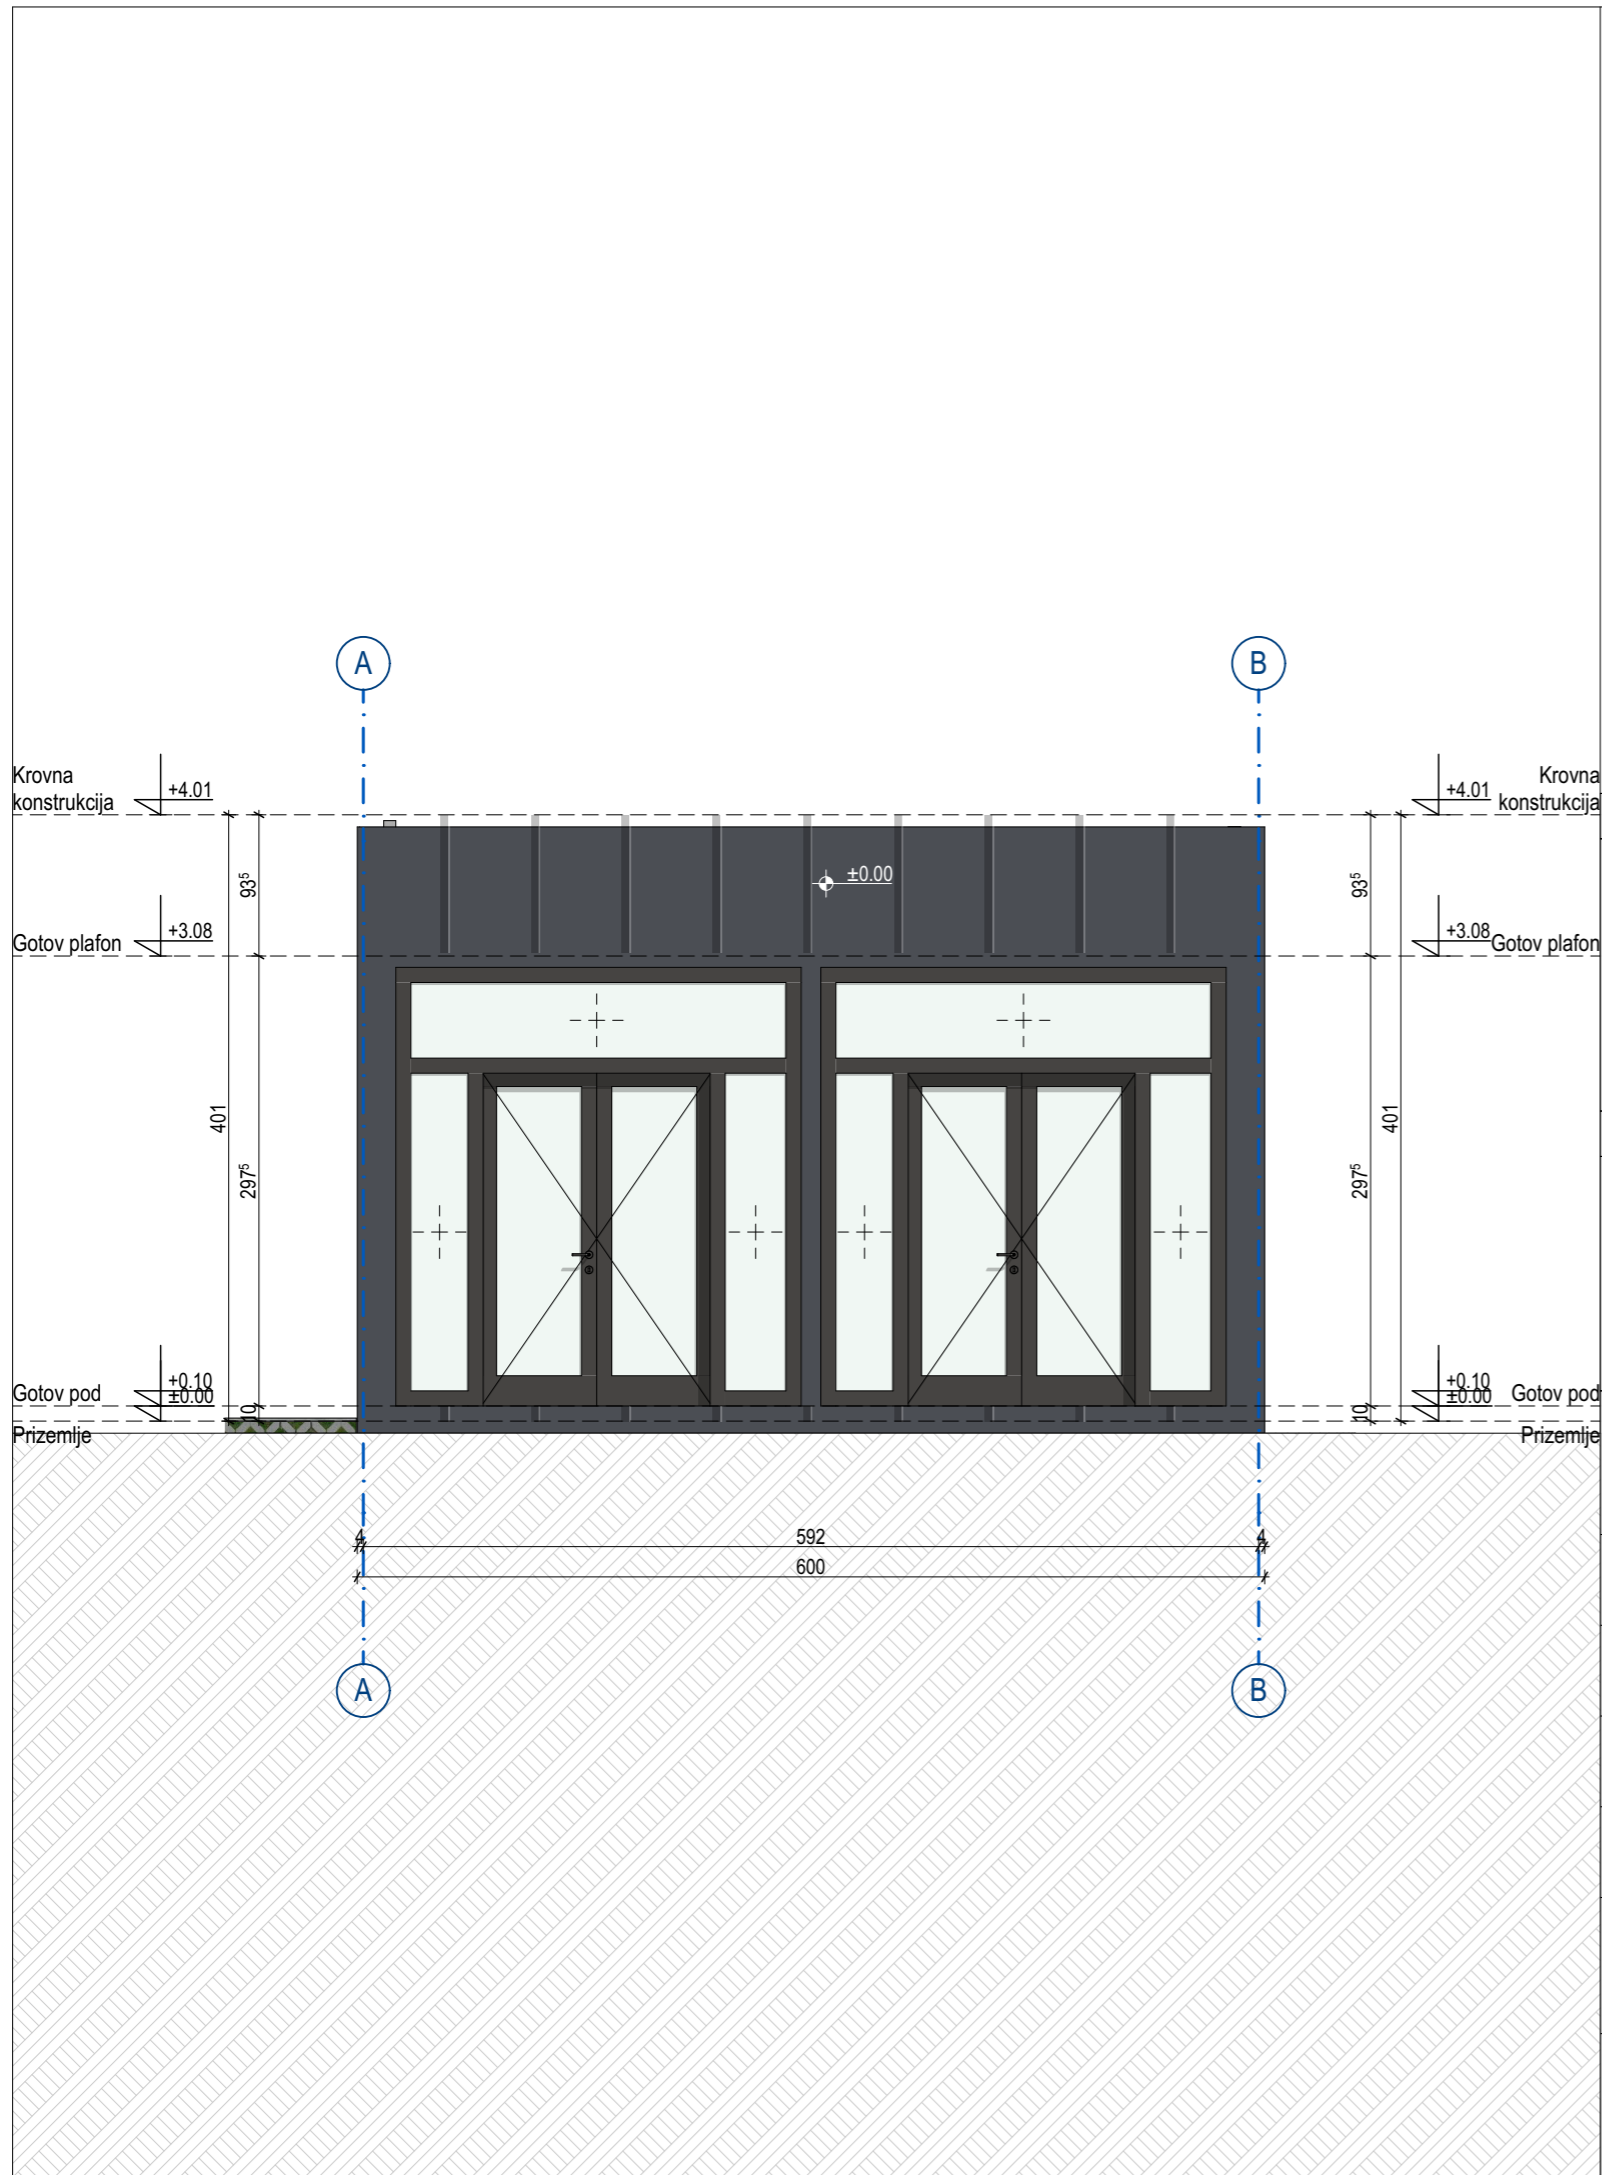 A
B
Krovna
konstrukcija
+4.01
+4.01
Krovna
konstrukcija
93⁵
±0.00
93⁵
Gotov plafon
+3.08
+3.08
Gotov plafon
401
297⁵
297⁵
401
Gotov pod
+0.10
±0.00
10
+0.10
±0.00
10
Gotov pod
Prizemlje
Prizemlje
4
592
4
600
A
B